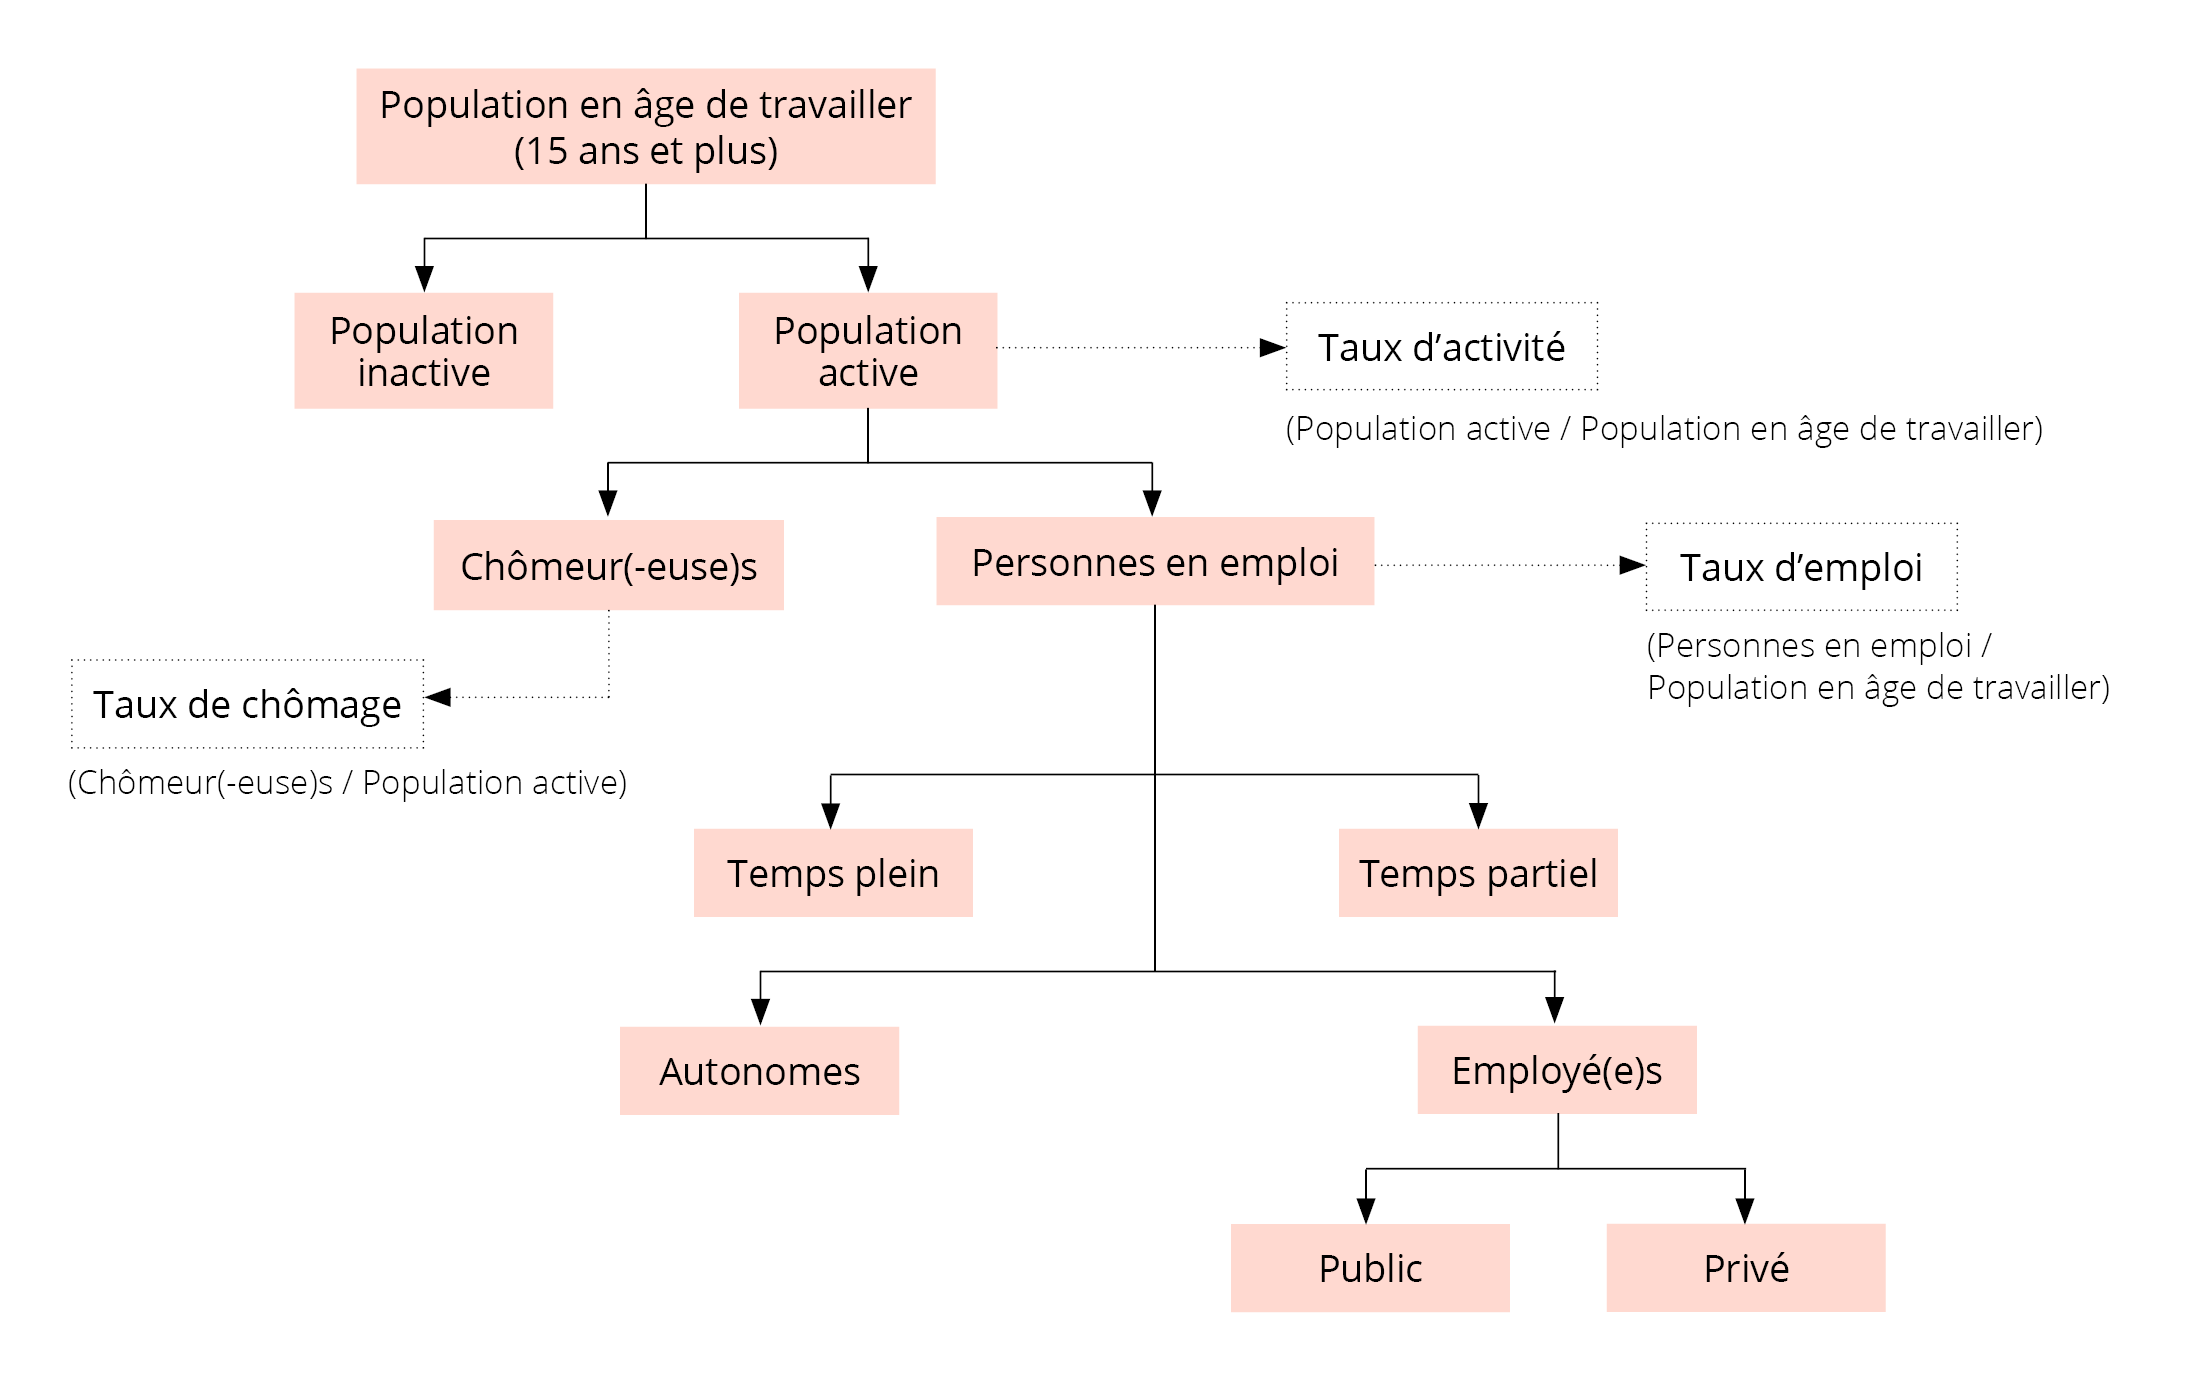 Population en âge de travailler
(15 ans et plus)
Population
inactive
Population
active
Taux d’activité
(Population active / Population en âge de travailler)
Chômeur(-euse)s
Personnes en emploi
Taux d’emploi
(Personnes en emploi /
Population en âge de travailler)
Taux de chômage
(Chômeur(-euse)s / Population active)
Temps plein
Temps partiel
Autonomes
Employé(e)s
Public
Privé